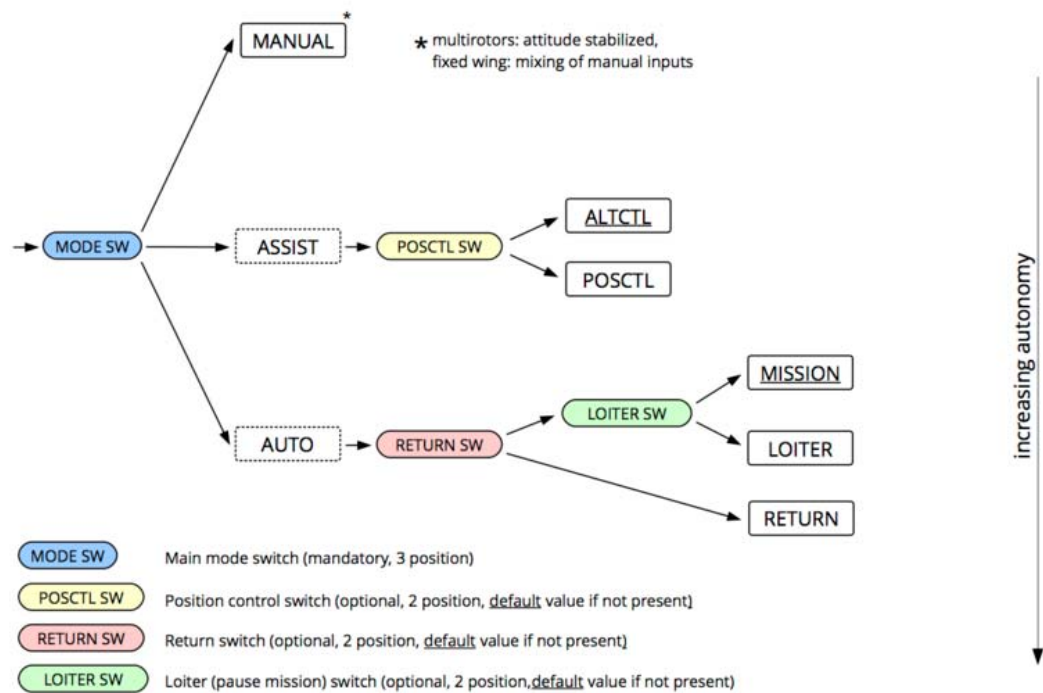 MANUAL *
* multirotors: attitude stabilized,
fixed wing: mixing of manual inputs
ALTCTL
MODE SW
ASSIST
POSCTL SW
POSCTL
increasing autonomy
MISSION
LOITER SW
AUTO
RETURN SW
LOITER
RETURN
MODE SW Main mode switch (mandatory, 3 position)
POSCTL SW Position control switch (optional, 2 position, default value if not present)
RETURN SW Return switch (optional, 2 position, default value if not present)
LOITER SW Loiter (pause mission) switch (optional, 2 position,default value if not present)